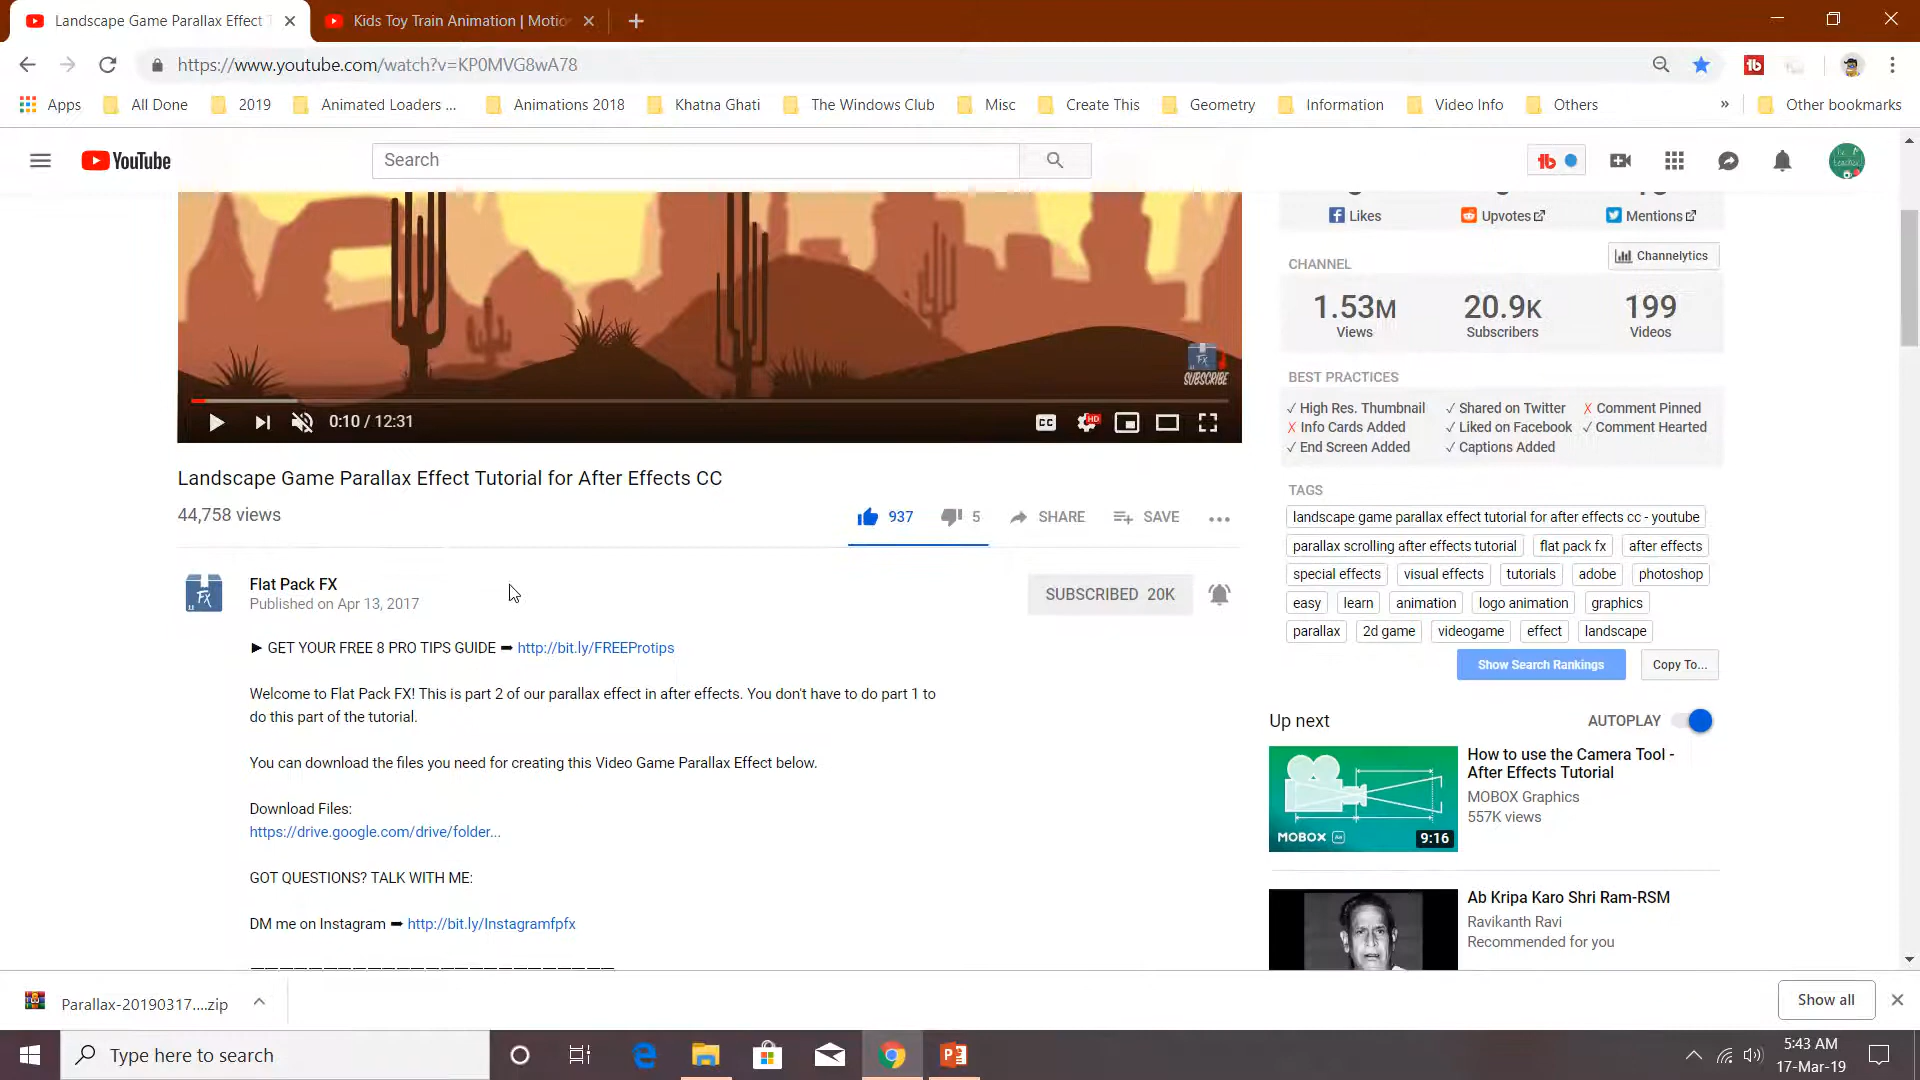 Landscape Game Parallax Effect T
Kids Toy Train Animation | Motio
https://www.youtube.com/watch?v=KP0MVG8wA78
Apps
All Done
2019
Animated Loaders ...
Animations 2018
Khatna Ghati
The Windows Club
Misc
Create This
Geometry
Information
Video Info
Others
»
Other bookmarks
YouTube
Search
Likes
Upvotes
Mentions
CHANNEL
Channelytics
1.53M
20.9K
199
Views
Subscribers
Videos
BEST PRACTICES
✓ High Res. Thumbnail
✓ Shared on Twitter
✗ Comment Pinned
✗ Info Cards Added
✓ Liked on Facebook
✓ Comment Hearted
✓ End Screen Added
✓ Captions Added
TAGS
landscape game parallax effect tutorial for after effects cc - youtube
parallax scrolling after effects tutorial
flat pack fx
after effects
special effects
visual effects
tutorials
adobe
photoshop
easy
learn
animation
logo animation
graphics
parallax
2d game
videogame
effect
landscape
Show Search Rankings
Copy To...
FX
SUBSCRIBE
0:10 / 12:31
CC
HD
Landscape Game Parallax Effect Tutorial for After Effects CC
44,758 views
937
5
SHARE
SAVE
Flat Pack FX
Published on Apr 13, 2017
SUBSCRIBED 20K
► GET YOUR FREE 8 PRO TIPS GUIDE ➡ http://bit.ly/FREEProtips
Welcome to Flat Pack FX! This is part 2 of our parallax effect in after effects. You don't have to do part 1 to
do this part of the tutorial.
You can download the files you need for creating this Video Game Parallax Effect below.
Download Files:
https://drive.google.com/drive/folder...
GOT QUESTIONS? TALK WITH ME:
DM me on Instagram ➡ http://bit.ly/Instagramfpfx
Up next
AUTOPLAY
How to use the Camera Tool -
After Effects Tutorial
MOBOX Graphics
557K views
MOBOX
9:16
Ab Kripa Karo Shri Ram-RSM
Ravikanth Ravi
Recommended for you
Parallax-20190317....zip
Show all
Type here to search
5:43 AM
17-Mar-19